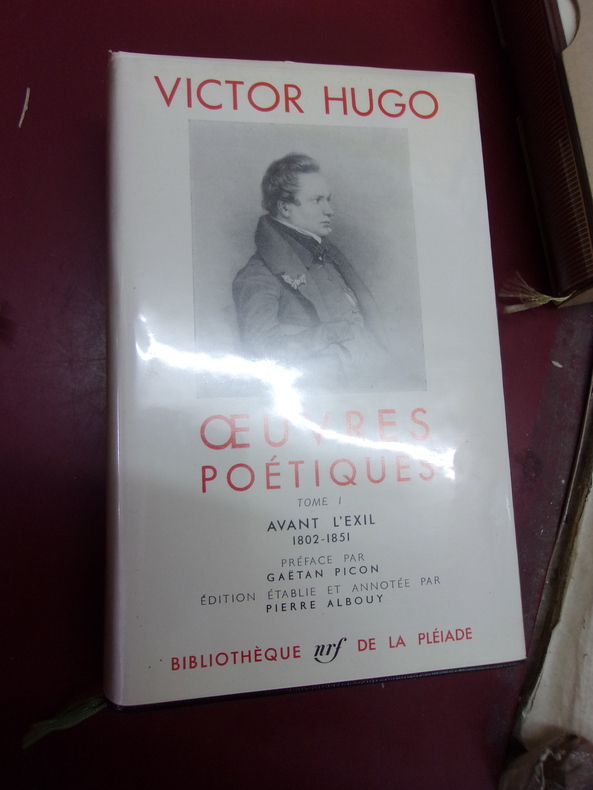 VICTOR HUGO
ŒUVRES
POÉTIQUES
TOME I
AVANT L'EXIL
1802-1851
PRÉFACE PAR
GAËTAN PICON
ÉDITION ÉTABLIE ET ANNOTÉE PAR
PIERRE ALBOUY
BIBLIOTHÈQUE nrf DE LA PLÉIADE